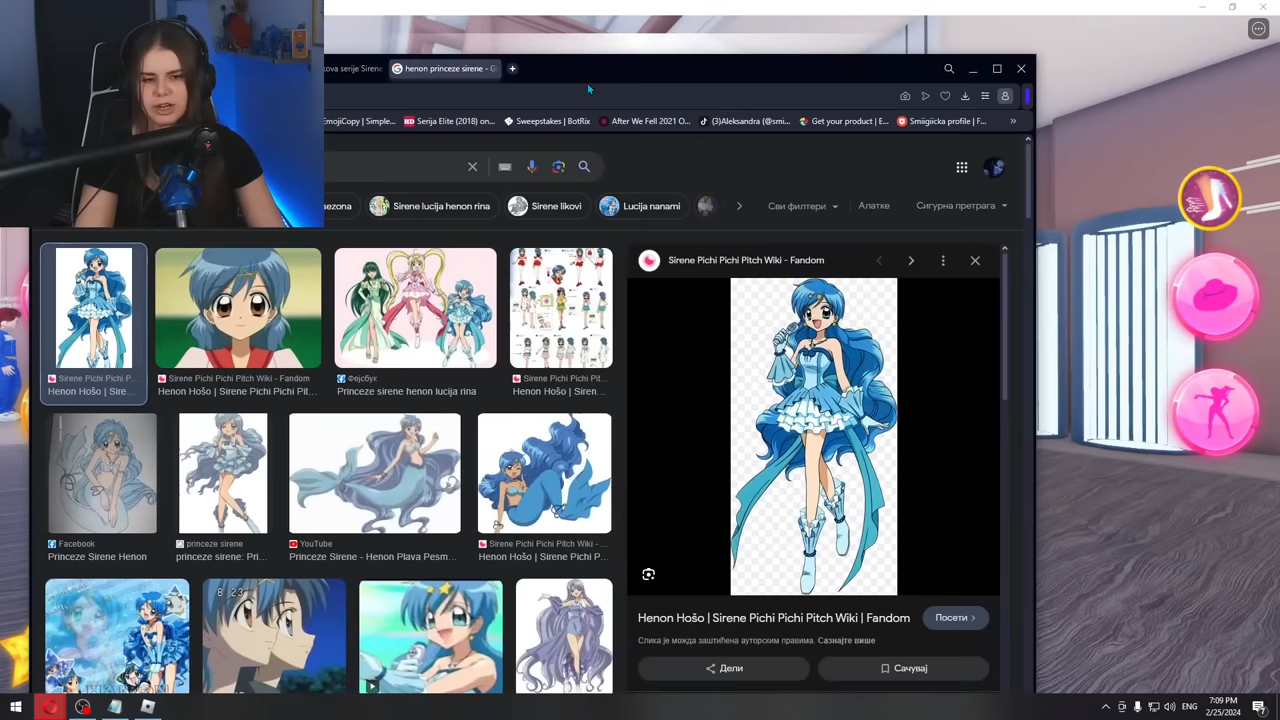 kova serije Sirene
henon princeze sirene - G
EmojiCopy | Simple...
Serija Elite (2018) on...
Sweepstakes | BotRix
After We Fell 2021 O...
(3)Aleksandra (@smi...
Get your product | E...
Smiigiicka profile | F...
»
sezona
Sirene lucija henon rina
Sirene likovi
Lucija nanami
Сви филтери
Алатке
Сигурна претрага
Sirene Pichi Pichi P...
Henon Hošo | Sire...
Sirene Pichi Pichi Pitch Wiki - Fandom
Henon Hošo | Sirene Pichi Pichi Pit...
Фејсбук
Princeze sirene henon lucija rina
Sirene Pichi Pichi Pit...
Henon Hošo | Siren...
Sirene Pichi Pichi Pitch Wiki - Fandom
Facebook
Princeze Sirene Henon
princeze sirene
princeze sirene: Pri...
YouTube
Princeze Sirene - Henon Plava Pesm...
Sirene Pichi Pichi Pitch Wiki - ...
Henon Hošo | Sirene Pichi P...
8:23
Henon Hošo | Sirene Pichi Pichi Pitch Wiki | Fandom
Посети
Слика је можда заштићена ауторским правима. Сазнајте више
Дели
Сачувај
ENG
7:09 PM
2/25/2024